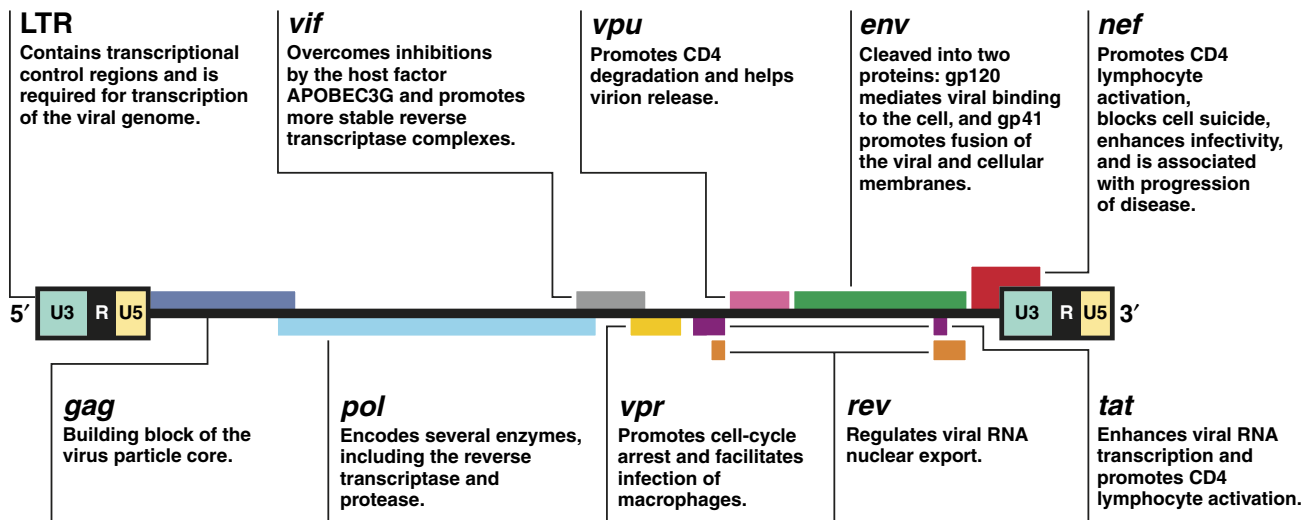 LTR
Contains transcriptional
control regions and is
required for transcription
of the viral genome.
vif
Overcomes inhibitions
by the host factor
APOBEC3G and promotes
more stable reverse
transcriptase complexes.
vpu
Promotes CD4
degradation and helps
virion release.
env
Cleaved into two
proteins: gp120
mediates viral binding
to the cell, and gp41
promotes fusion of
the viral and cellular
membranes.
nef
Promotes CD4
lymphocyte
activation,
blocks cell suicide,
enhances infectivity,
and is associated
with progression
of disease.
5′ U3 R U5 U3 R U5 3′
gag
Building block of the
virus particle core.
pol
Encodes several enzymes,
including the reverse
transcriptase and
protease.
vpr
Promotes cell-cycle
arrest and facilitates
infection of
macrophages.
rev
Regulates viral RNA
nuclear export.
tat
Enhances viral RNA
transcription and
promotes CD4
lymphocyte activation.